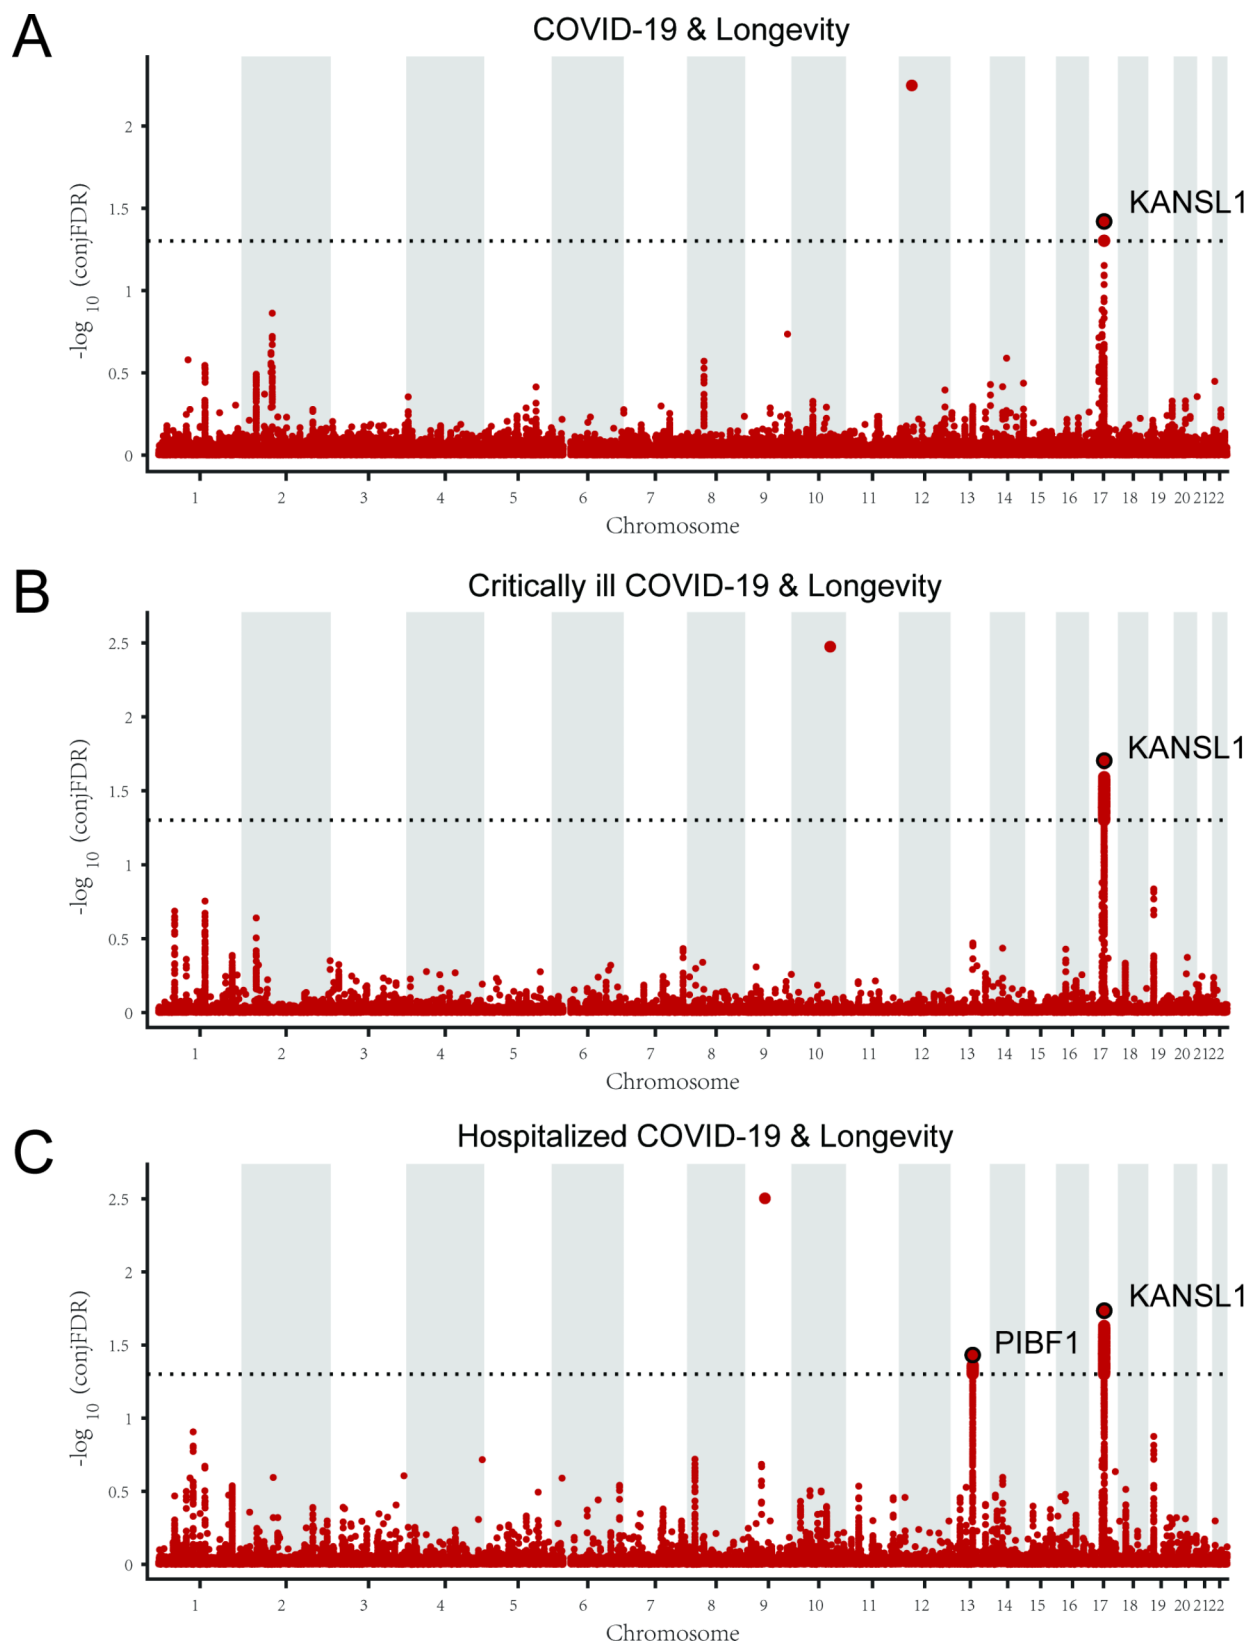 A
COVID-19 & Longevity
-log 10 (conjFDR)
2
1.5
1
0.5
0
KANSL1
1 2 3 4 5 6 7 8 9 10 11 12 13 14 15 16 17 18 19 20 21 22
Chromosome
B
Critically ill COVID-19 & Longevity
-log 10 (conjFDR)
2.5
2
1.5
1
0.5
0
KANSL1
1 2 3 4 5 6 7 8 9 10 11 12 13 14 15 16 17 18 19 20 21 22
Chromosome
C
Hospitalized COVID-19 & Longevity
-log 10 (conjFDR)
2.5
2
1.5
1
0.5
0
KANSL1
PIBF1
1 2 3 4 5 6 7 8 9 10 11 12 13 14 15 16 17 18 19 20 21 22
Chromosome